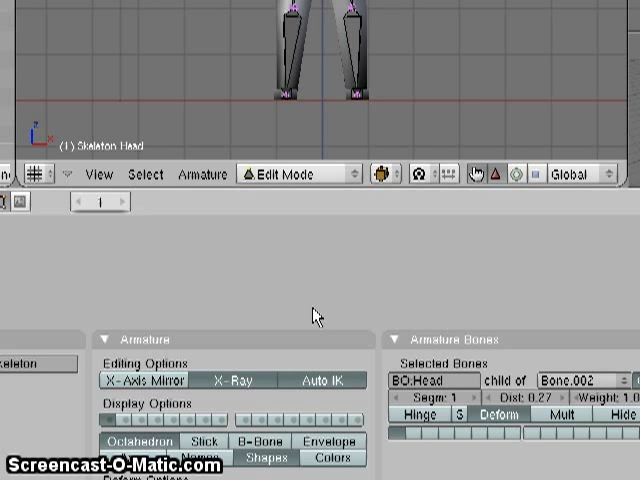 (1) Skeleton Head
View Select Armature Edit Mode Global
1
Armature Armature Bones
Editing Options Selected Bones
X-Axis Mirror X-Ray Auto IK BO:Head child of Bone.002
Display Options Segm: 1 Dist: 0.27 Weight: 1.0
Hinge S Deform Mult Hide
Octahedron Stick B-Bone Envelope
Shapes Colors
Screencast-O-Matic.com